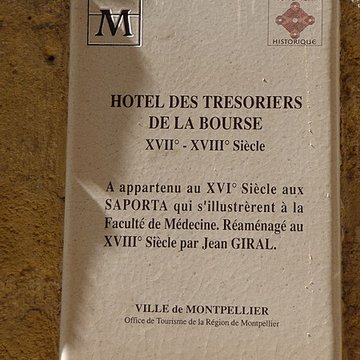 M
HISTORIQUE
HOTEL DES TRESORIERS
DE LA BOURSE
XVII° - XVIII° Siècle
A appartenu au XVI° Siècle aux
SAPORTA qui s'illustrèrent à la
Faculté de Médecine. Réaménagé au
XVIII° Siècle par Jean GIRAL.
VILLE de MONTPELLIER
Office de Tourisme de la Région de Montpellier